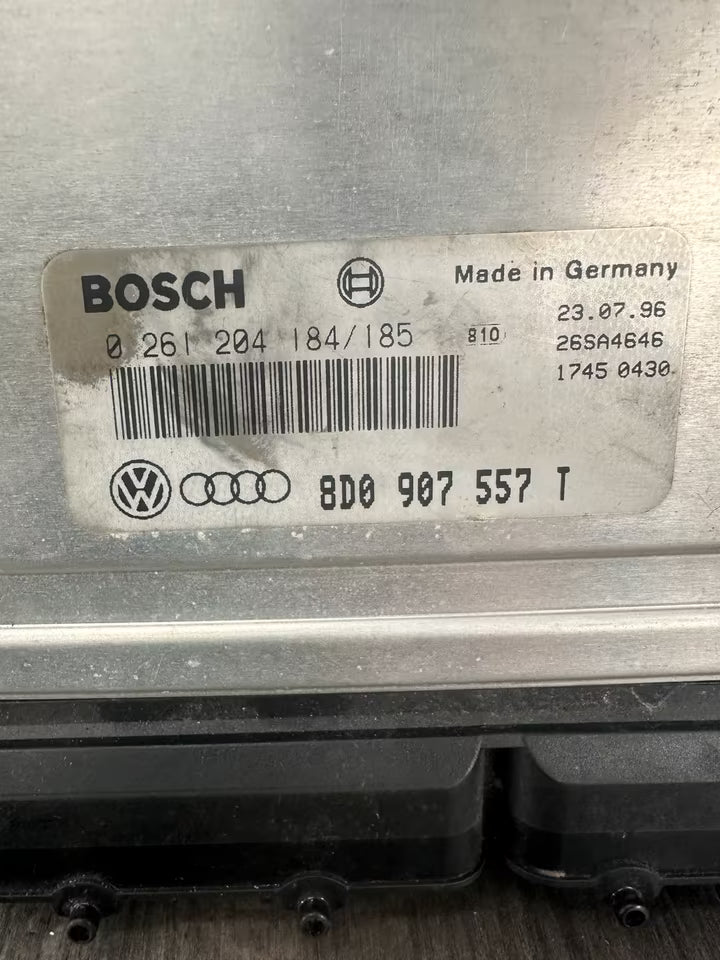 BOSCH
Made in Germany
0 261 204 184/185
810
23.07.96
26SA4646
1745 0430
VW
8D0 907 557 T